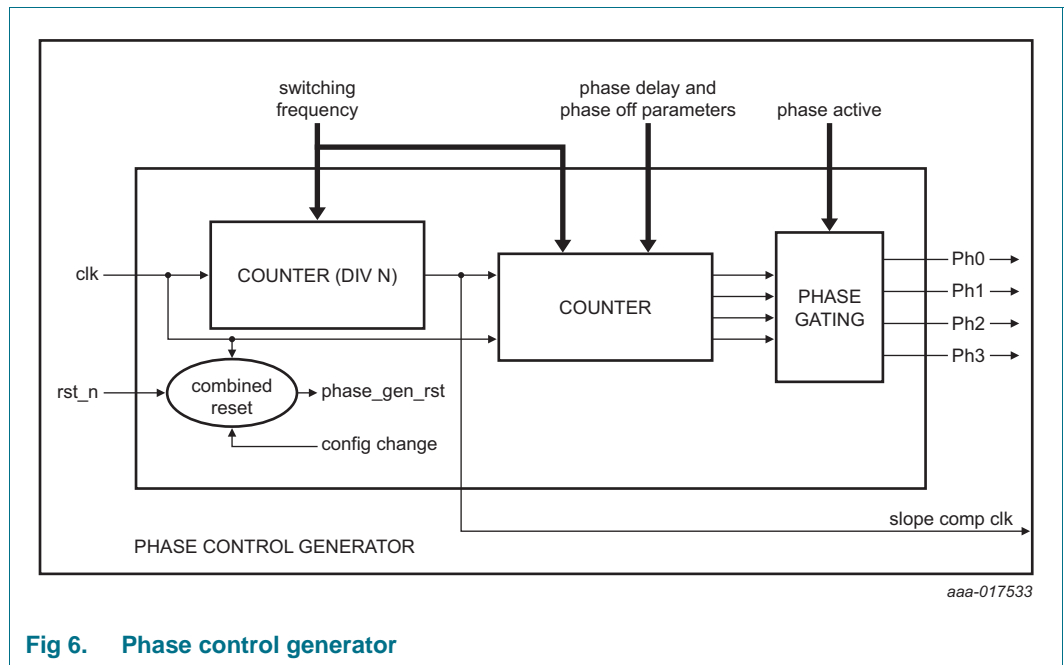 switching
frequency
phase delay and
phase off parameters
phase active
clk
COUNTER (DIV N)
COUNTER
PHASE
GATING
Ph0
Ph1
Ph2
Ph3
rst_n
combined
reset
phase_gen_rst
config change
slope comp clk
PHASE CONTROL GENERATOR
aaa-017533
Fig 6. Phase control generator